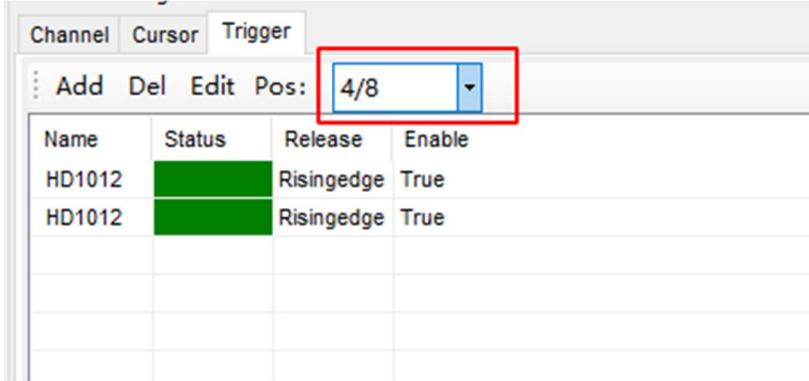 Channel Cursor Trigger
Add Del Edit Pos: 4/8
Name Status Release Enable
HD1012 Risingedge True
HD1012 Risingedge True